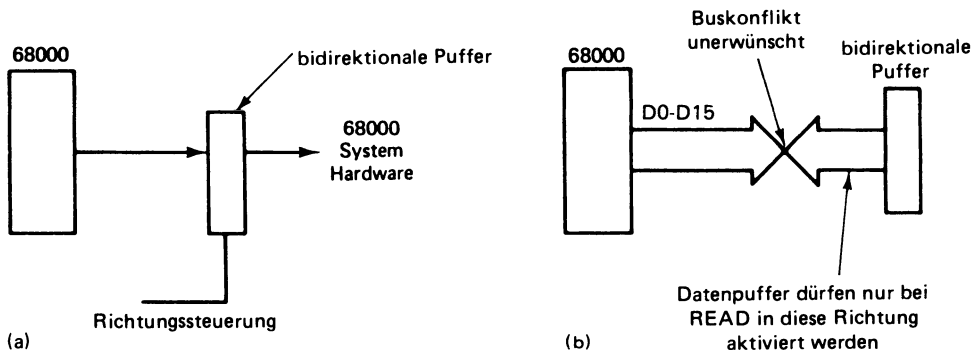 68000
bidirektionale Puffer
68000
System
Hardware
Richtungssteuerung
(a)
Buskonflikt
unerwünscht
bidirektionale
Puffer
68000
D0-D15
Datenpuffer dürfen nur bei
READ in diese Richtung
aktiviert werden
(b)